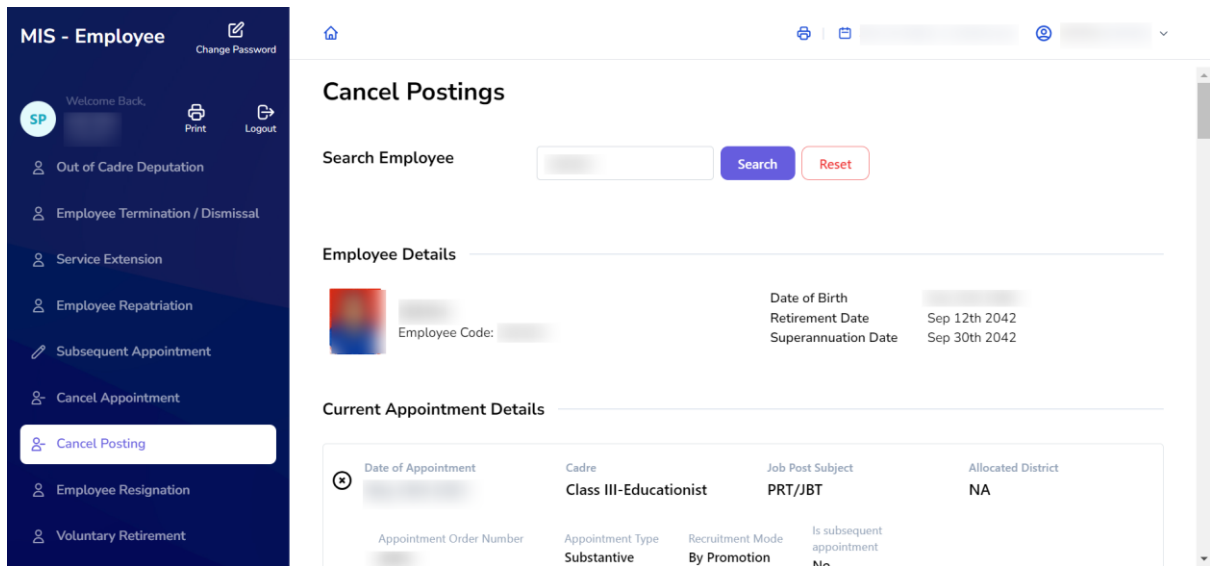 MIS - Employee
Change Password
Welcome Back,
SP
Print
Logout
Out of Cadre Deputation
Employee Termination / Dismissal
Service Extension
Employee Repatriation
Subsequent Appointment
Cancel Appointment
Cancel Posting
Employee Resignation
Voluntary Retirement
Cancel Postings
Search Employee
Search
Reset
Employee Details
Employee Code:
Date of Birth
Retirement Date Sep 12th 2042
Superannuation Date Sep 30th 2042
Current Appointment Details
Date of Appointment Cadre Job Post Subject Allocated District
Class III-Educationist PRT/JBT NA
Appointment Order Number Appointment Type Recruitment Mode Is subsequent appointment
Substantive By Promotion No